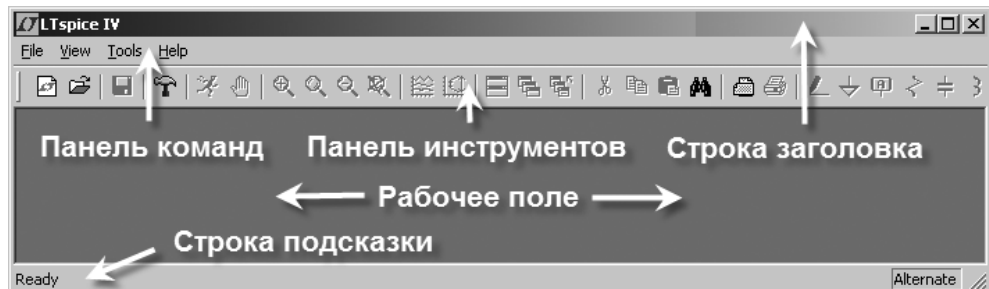 LTspice IV
File View Tools Help
Панель команд Панель инструментов Строка заголовка
Рабочее поле
Строка подсказки
Ready Alternate